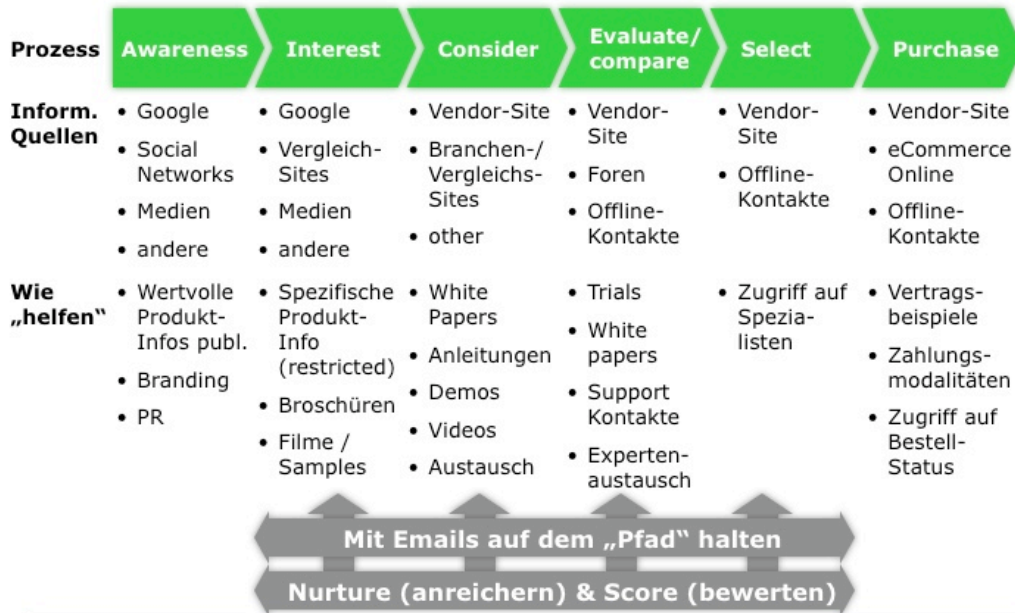 Prozess
Awareness
Interest
Consider
Evaluate/
compare
Select
Purchase
Inform.
Quellen
• Google
• Social
Networks
• Medien
• andere
• Google
• Vergleich-
Sites
• Medien
• andere
• Vendor-Site
• Branchen-/
Vergleichs-
Sites
• other
• Vendor-
Site
• Foren
• Offline-
Kontakte
• Vendor-
Site
• Offline-
Kontakte
• Vendor-Site
• eCommerce
Online
• Offline-
Kontakte
Wie
„helfen“
• Wertvolle
Produkt-
Infos publ.
• Branding
• PR
• Spezifische
Produkt-
Info
(restricted)
• Broschüren
• Filme /
Samples
• White
Papers
• Anleitungen
• Demos
• Videos
• Austausch
• Trials
• White
papers
• Support
Kontakte
• Experten-
austausch
• Zugriff auf
Spezia-
listen
• Vertrags-
beispiele
• Zahlungs-
modalitäten
• Zugriff auf
Bestell-
Status
Mit Emails auf dem „Pfad“ halten
Nurture (anreichern) & Score (bewerten)